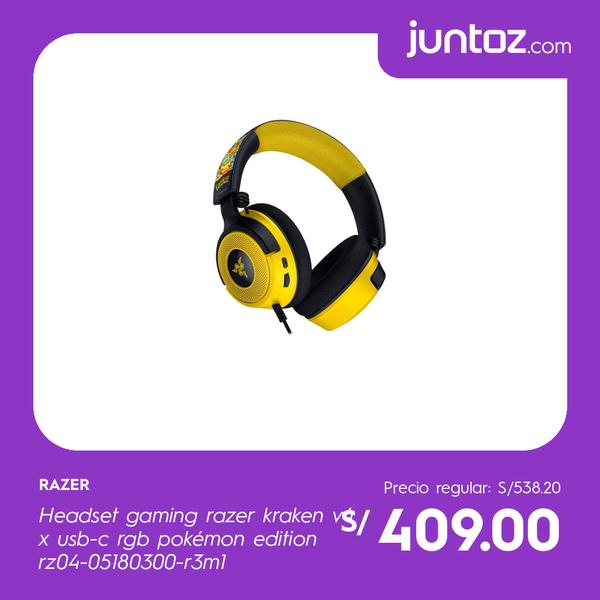 juntoz.com
RAZER
Precio regular: S/538.20
Headset gaming razer kraken
x usb-c rgb pokémon edition
rz04-05180300-r3m1
S/ 409.00